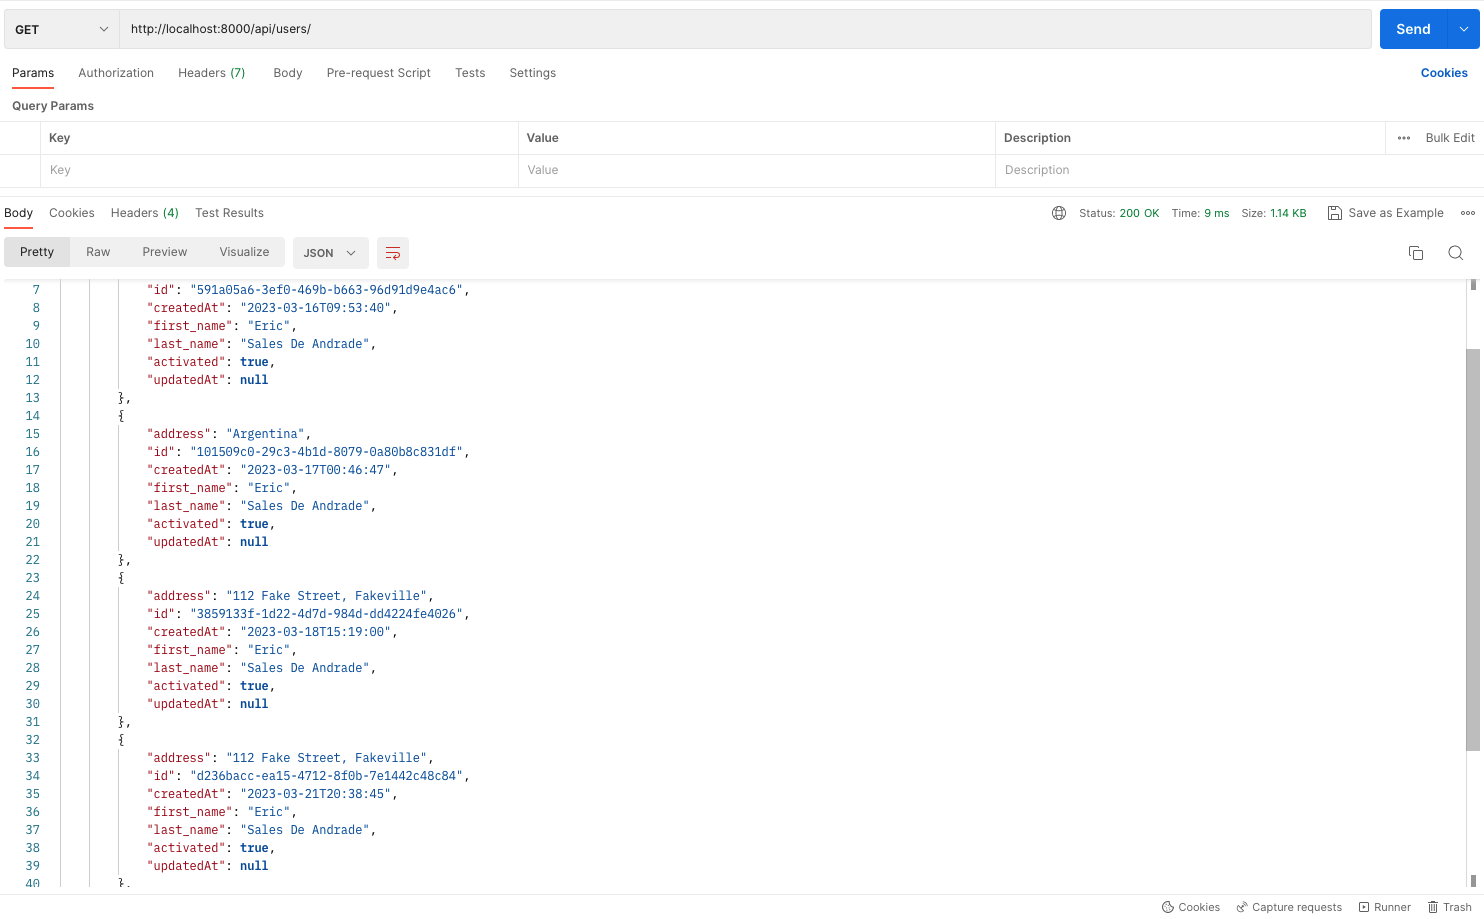 GET http://localhost:8000/api/users/ Send
Params Authorization Headers (7) Body Pre-request Script Tests Settings Cookies
Query Params
Key Value Description Bulk Edit
Key Value Description
Body Cookies Headers (4) Test Results Status: 200 OK Time: 9 ms Size: 1.14 KB Save as Example
Pretty Raw Preview Visualize JSON
7 "id": "591a05a6-3ef0-469b-b663-96d91d9e4ac6",
8 "createdAt": "2023-03-16T09:53:40",
9 "first_name": "Eric",
10 "last_name": "Sales De Andrade",
11 "activated": true,
12 "updatedAt": null
13 },
14 {
15 "address": "Argentina",
16 "id": "101509c0-29c3-4b1d-8079-0a80b8c831df",
17 "createdAt": "2023-03-17T00:46:47",
18 "first_name": "Eric",
19 "last_name": "Sales De Andrade",
20 "activated": true,
21 "updatedAt": null
22 },
23 {
24 "address": "112 Fake Street, Fakeville",
25 "id": "3859133f-1d22-4d7d-984d-dd4224fe4026",
26 "createdAt": "2023-03-18T15:19:00",
27 "first_name": "Eric",
28 "last_name": "Sales De Andrade",
29 "activated": true,
30 "updatedAt": null
31 },
32 {
33 "address": "112 Fake Street, Fakeville",
34 "id": "d236bacc-ea15-4712-8f0b-7e1442c48c84",
35 "createdAt": "2023-03-21T20:38:45",
36 "first_name": "Eric",
37 "last_name": "Sales De Andrade",
38 "activated": true,
39 "updatedAt": null
40 },
Cookies Capture requests Runner Trash